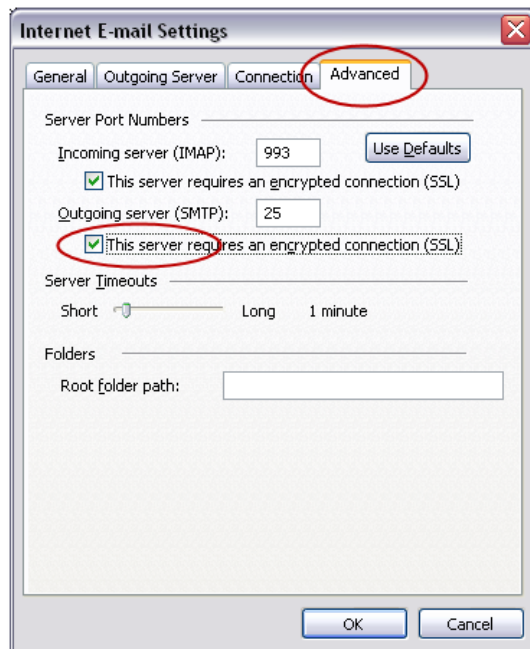 Internet E-mail Settings
General Outgoing Server Connection Advanced
Server Port Numbers
Incoming server (IMAP): 993 Use Defaults
This server requires an encrypted connection (SSL)
Outgoing server (SMTP): 25
This server requires an encrypted connection (SSL)
Server Timeouts
Short Long 1 minute
Folders
Root folder path:
OK Cancel